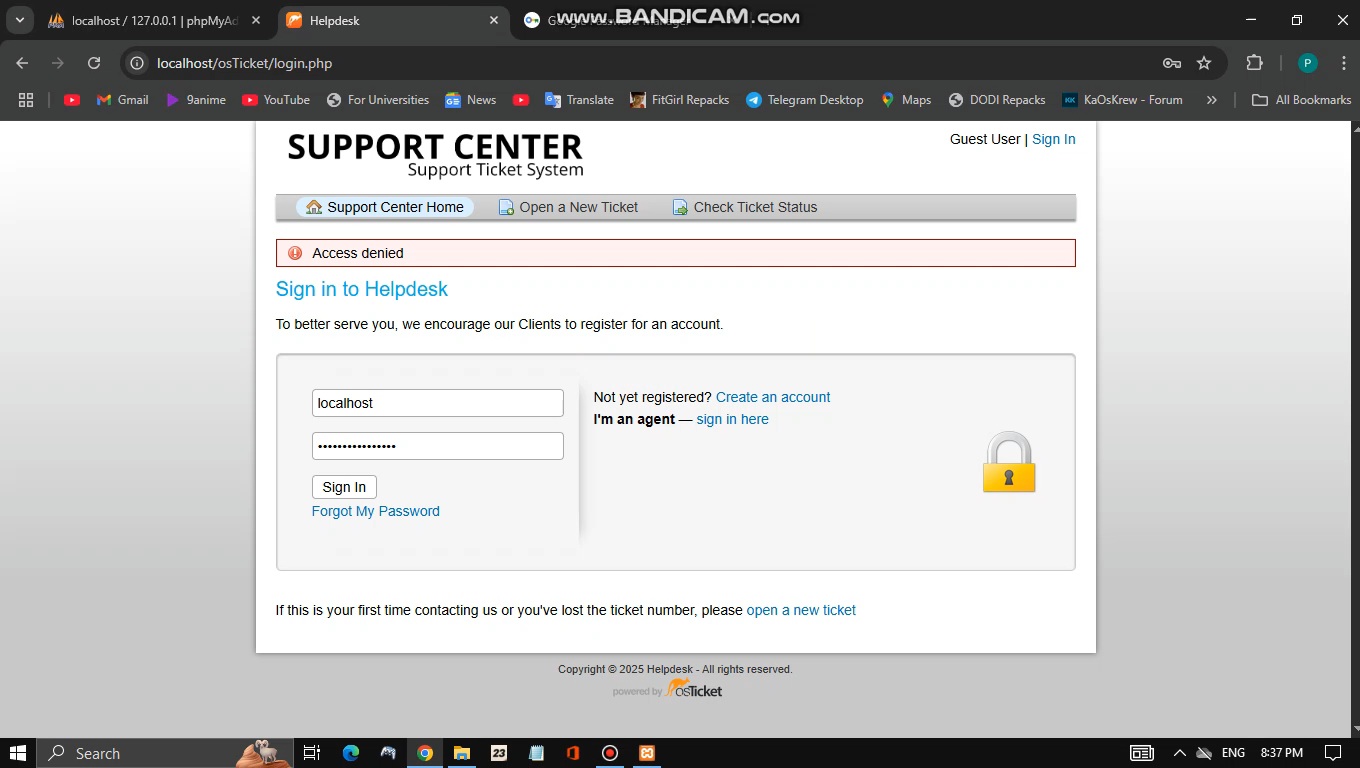 localhost / 127.0.0.1 | phpMyAd
Helpdesk
www.BANDICAM.com
localhost/osTicket/login.php
P
Gmail
9anime
YouTube
For Universities
News
Translate
FitGirl Repacks
Telegram Desktop
Maps
DODI Repacks
KaOsKrew - Forum
»
All Bookmarks
SUPPORT CENTER
Support Ticket System
Guest User | Sign In
Support Center Home
Open a New Ticket
Check Ticket Status
Access denied
Sign in to Helpdesk
To better serve you, we encourage our Clients to register for an account.
localhost
Not yet registered? Create an account
I'm an agent — sign in here
••••••••••••••••
Sign In
Forgot My Password
If this is your first time contacting us or you've lost the ticket number, please open a new ticket
Copyright © 2025 Helpdesk - All rights reserved.
powered by osTicket
Search
23
ENG
8:37 PM